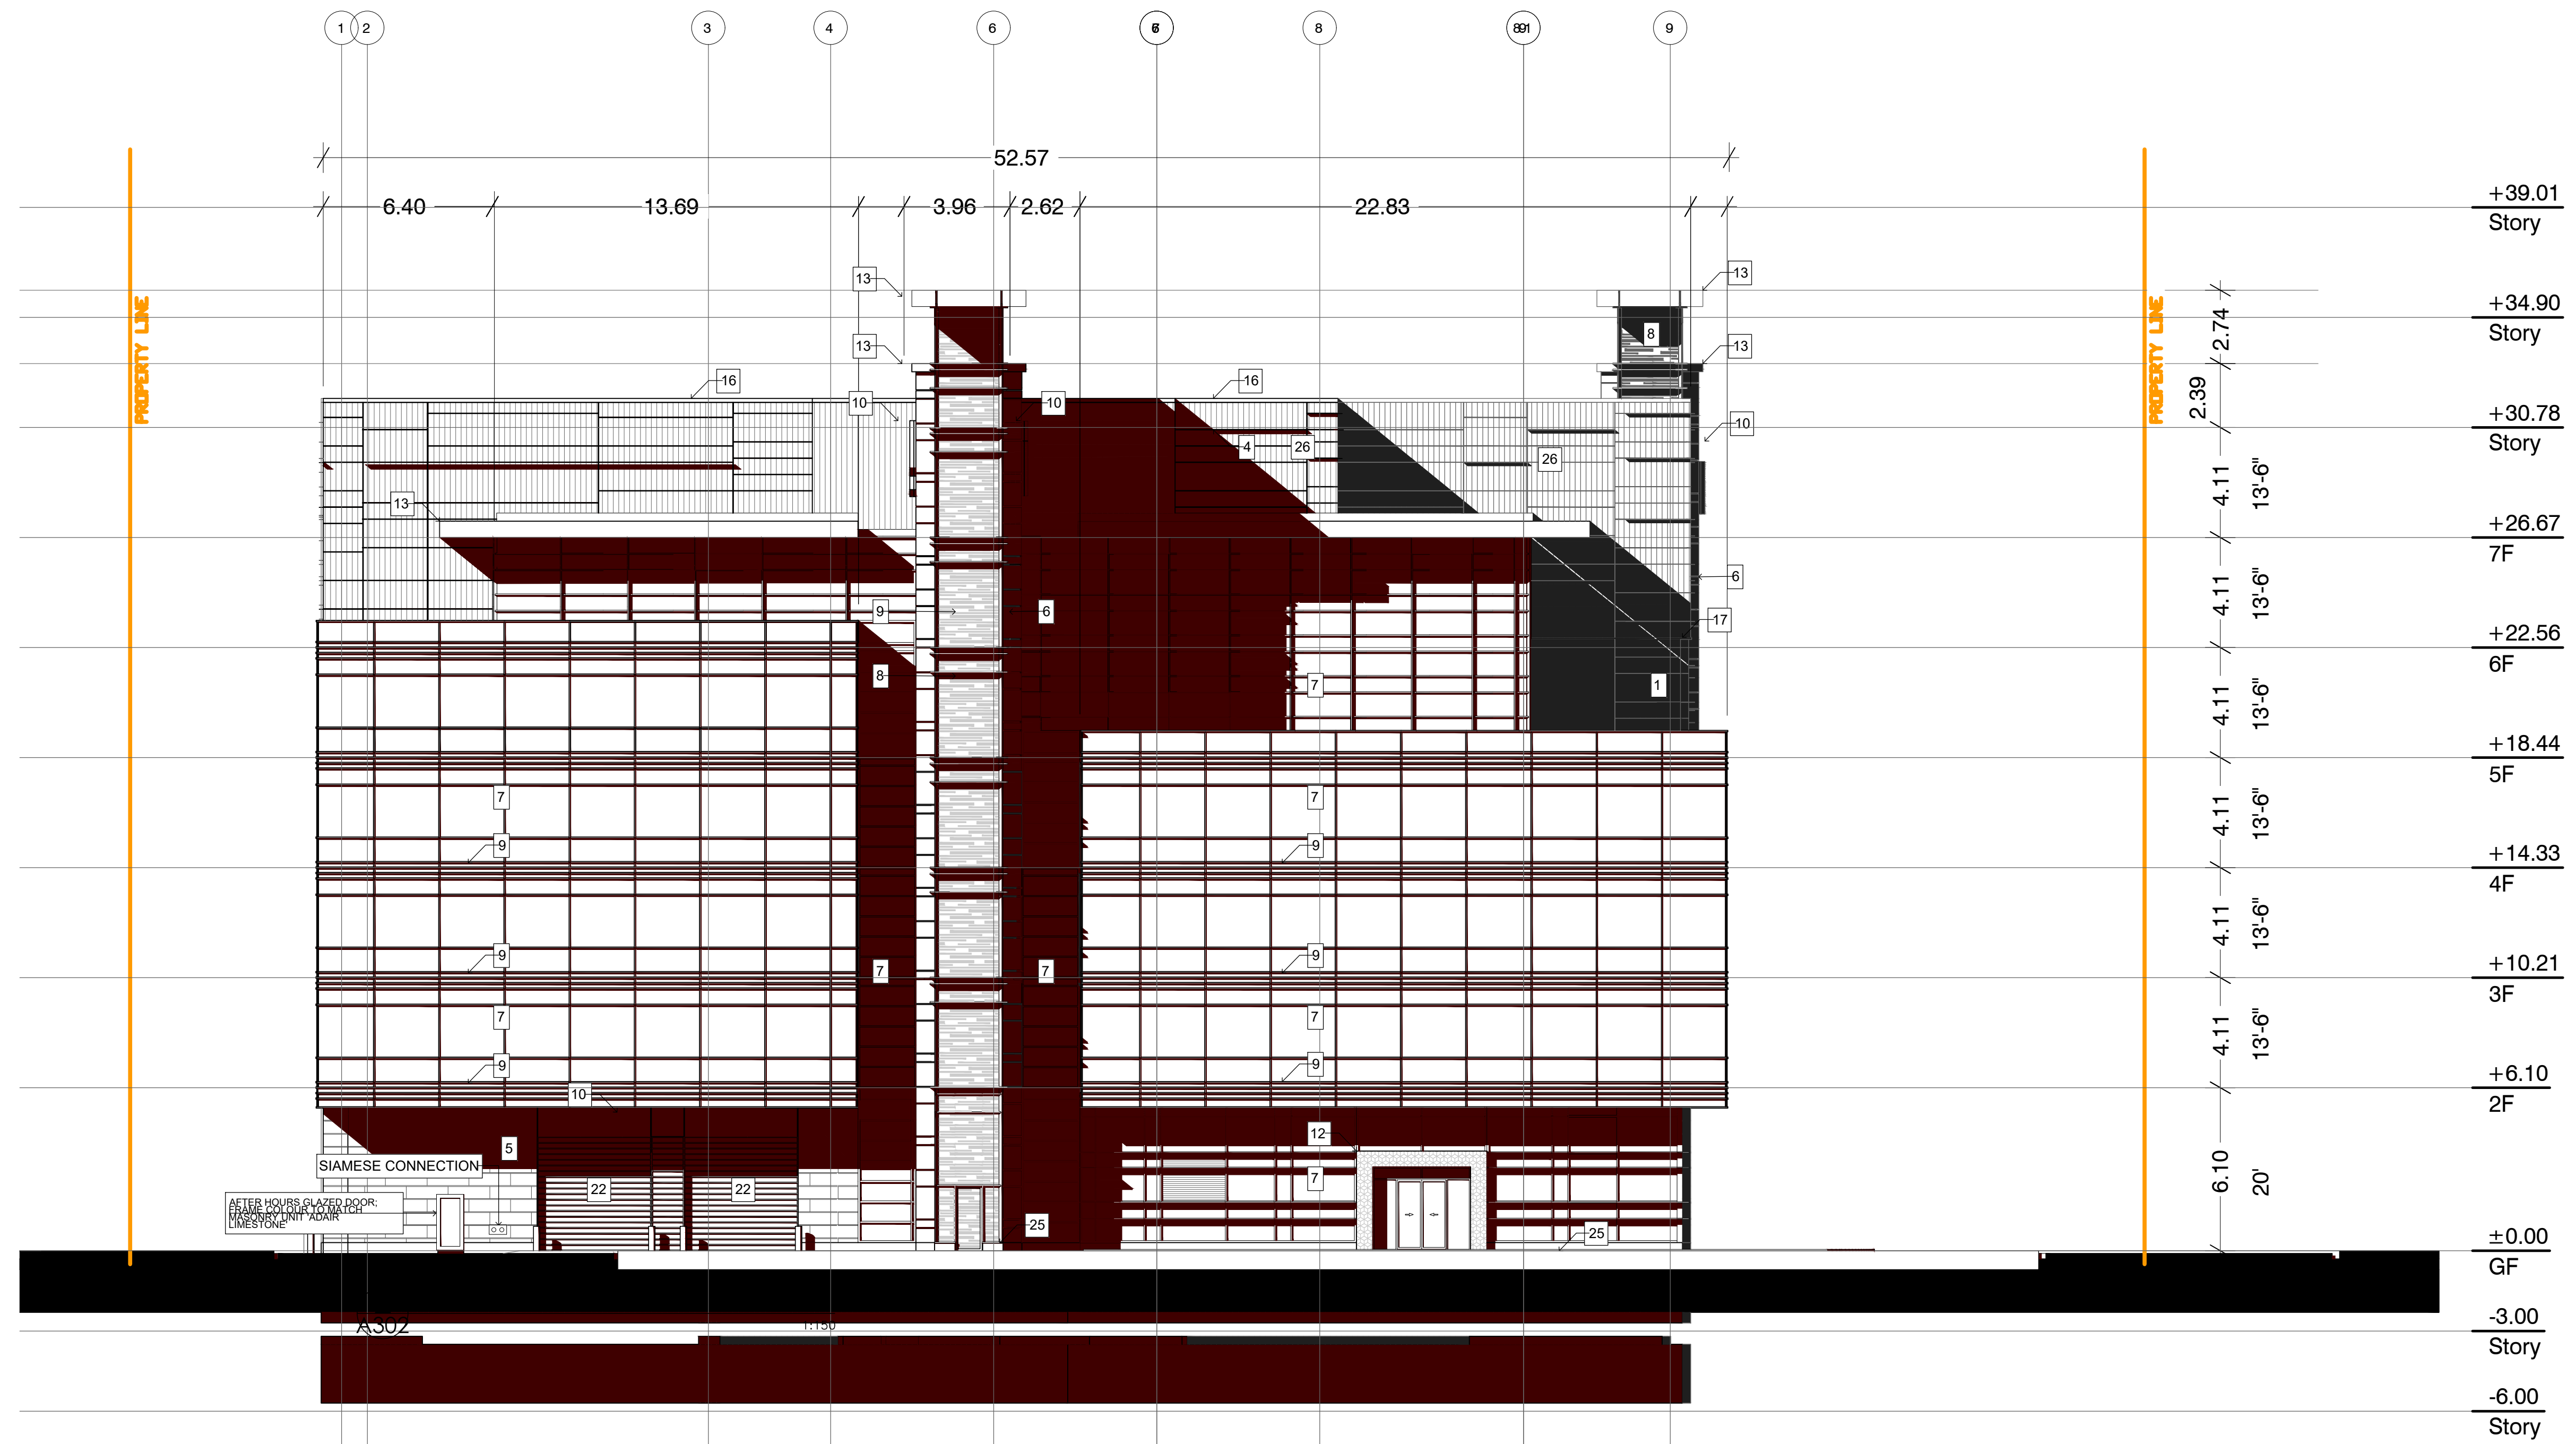 1 2 3 4 6 8 9
52.57
6.40 13.69 3.96 2.62 22.83
+39.01
Story
13 13
PROPERTY LINE PROPERTY LINE
+34.90
Story
2.74
8
13 13
16 16
2.39
10 10 10
+30.78
Story
4 26 26
4.11 13'-6"
13
+26.67
7F
6
4.11 13'-6"
9 6 17
+22.56
6F
8 7 1
4.11 13'-6"
+18.44
5F
7 7
4.11 13'-6"
9 9
+14.33
4F
4.11 13'-6"
9 9
7 7
+10.21
3F
7 7
4.11 13'-6"
9 9
+6.10
2F
10
12
5
SIAMESE CONNECTION
7
22 22
6.10 20'
AFTER HOURS GLAZED DOOR;
FRAME COLOUR TO MATCH
MASONRY UNIT 'ADAIR
LIMESTONE'
25 25
±0.00
GF
A302 1:150
-3.00
Story
-6.00
Story